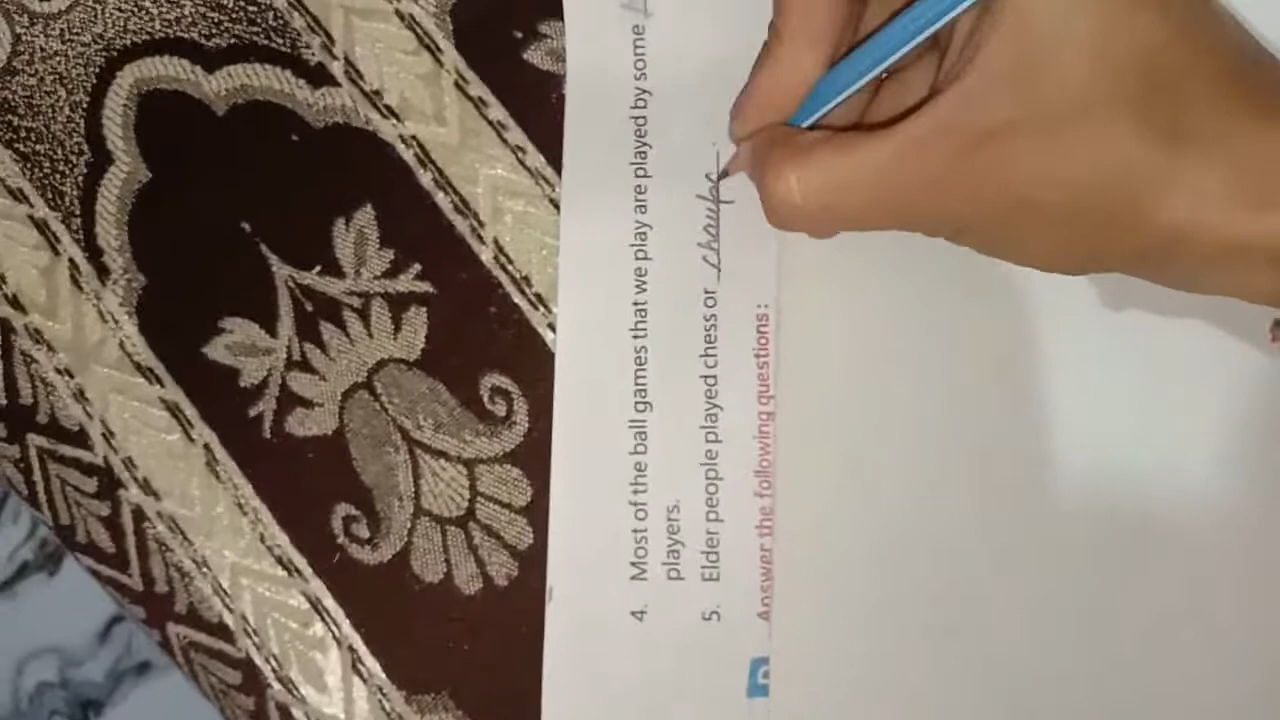 4. Most of the ball games that we play are played by some
players.
5. Elder people played chess or chaupar.
Answer the following questions :